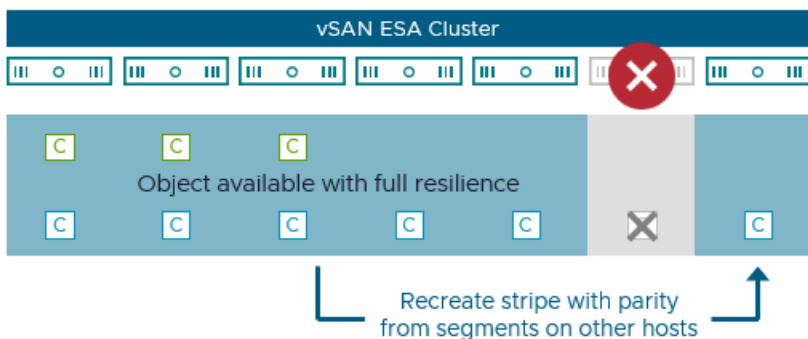 vSAN ESA Cluster
C C C
Object available with full resilience
C C C C C C
Recreate stripe with parity
from segments on other hosts